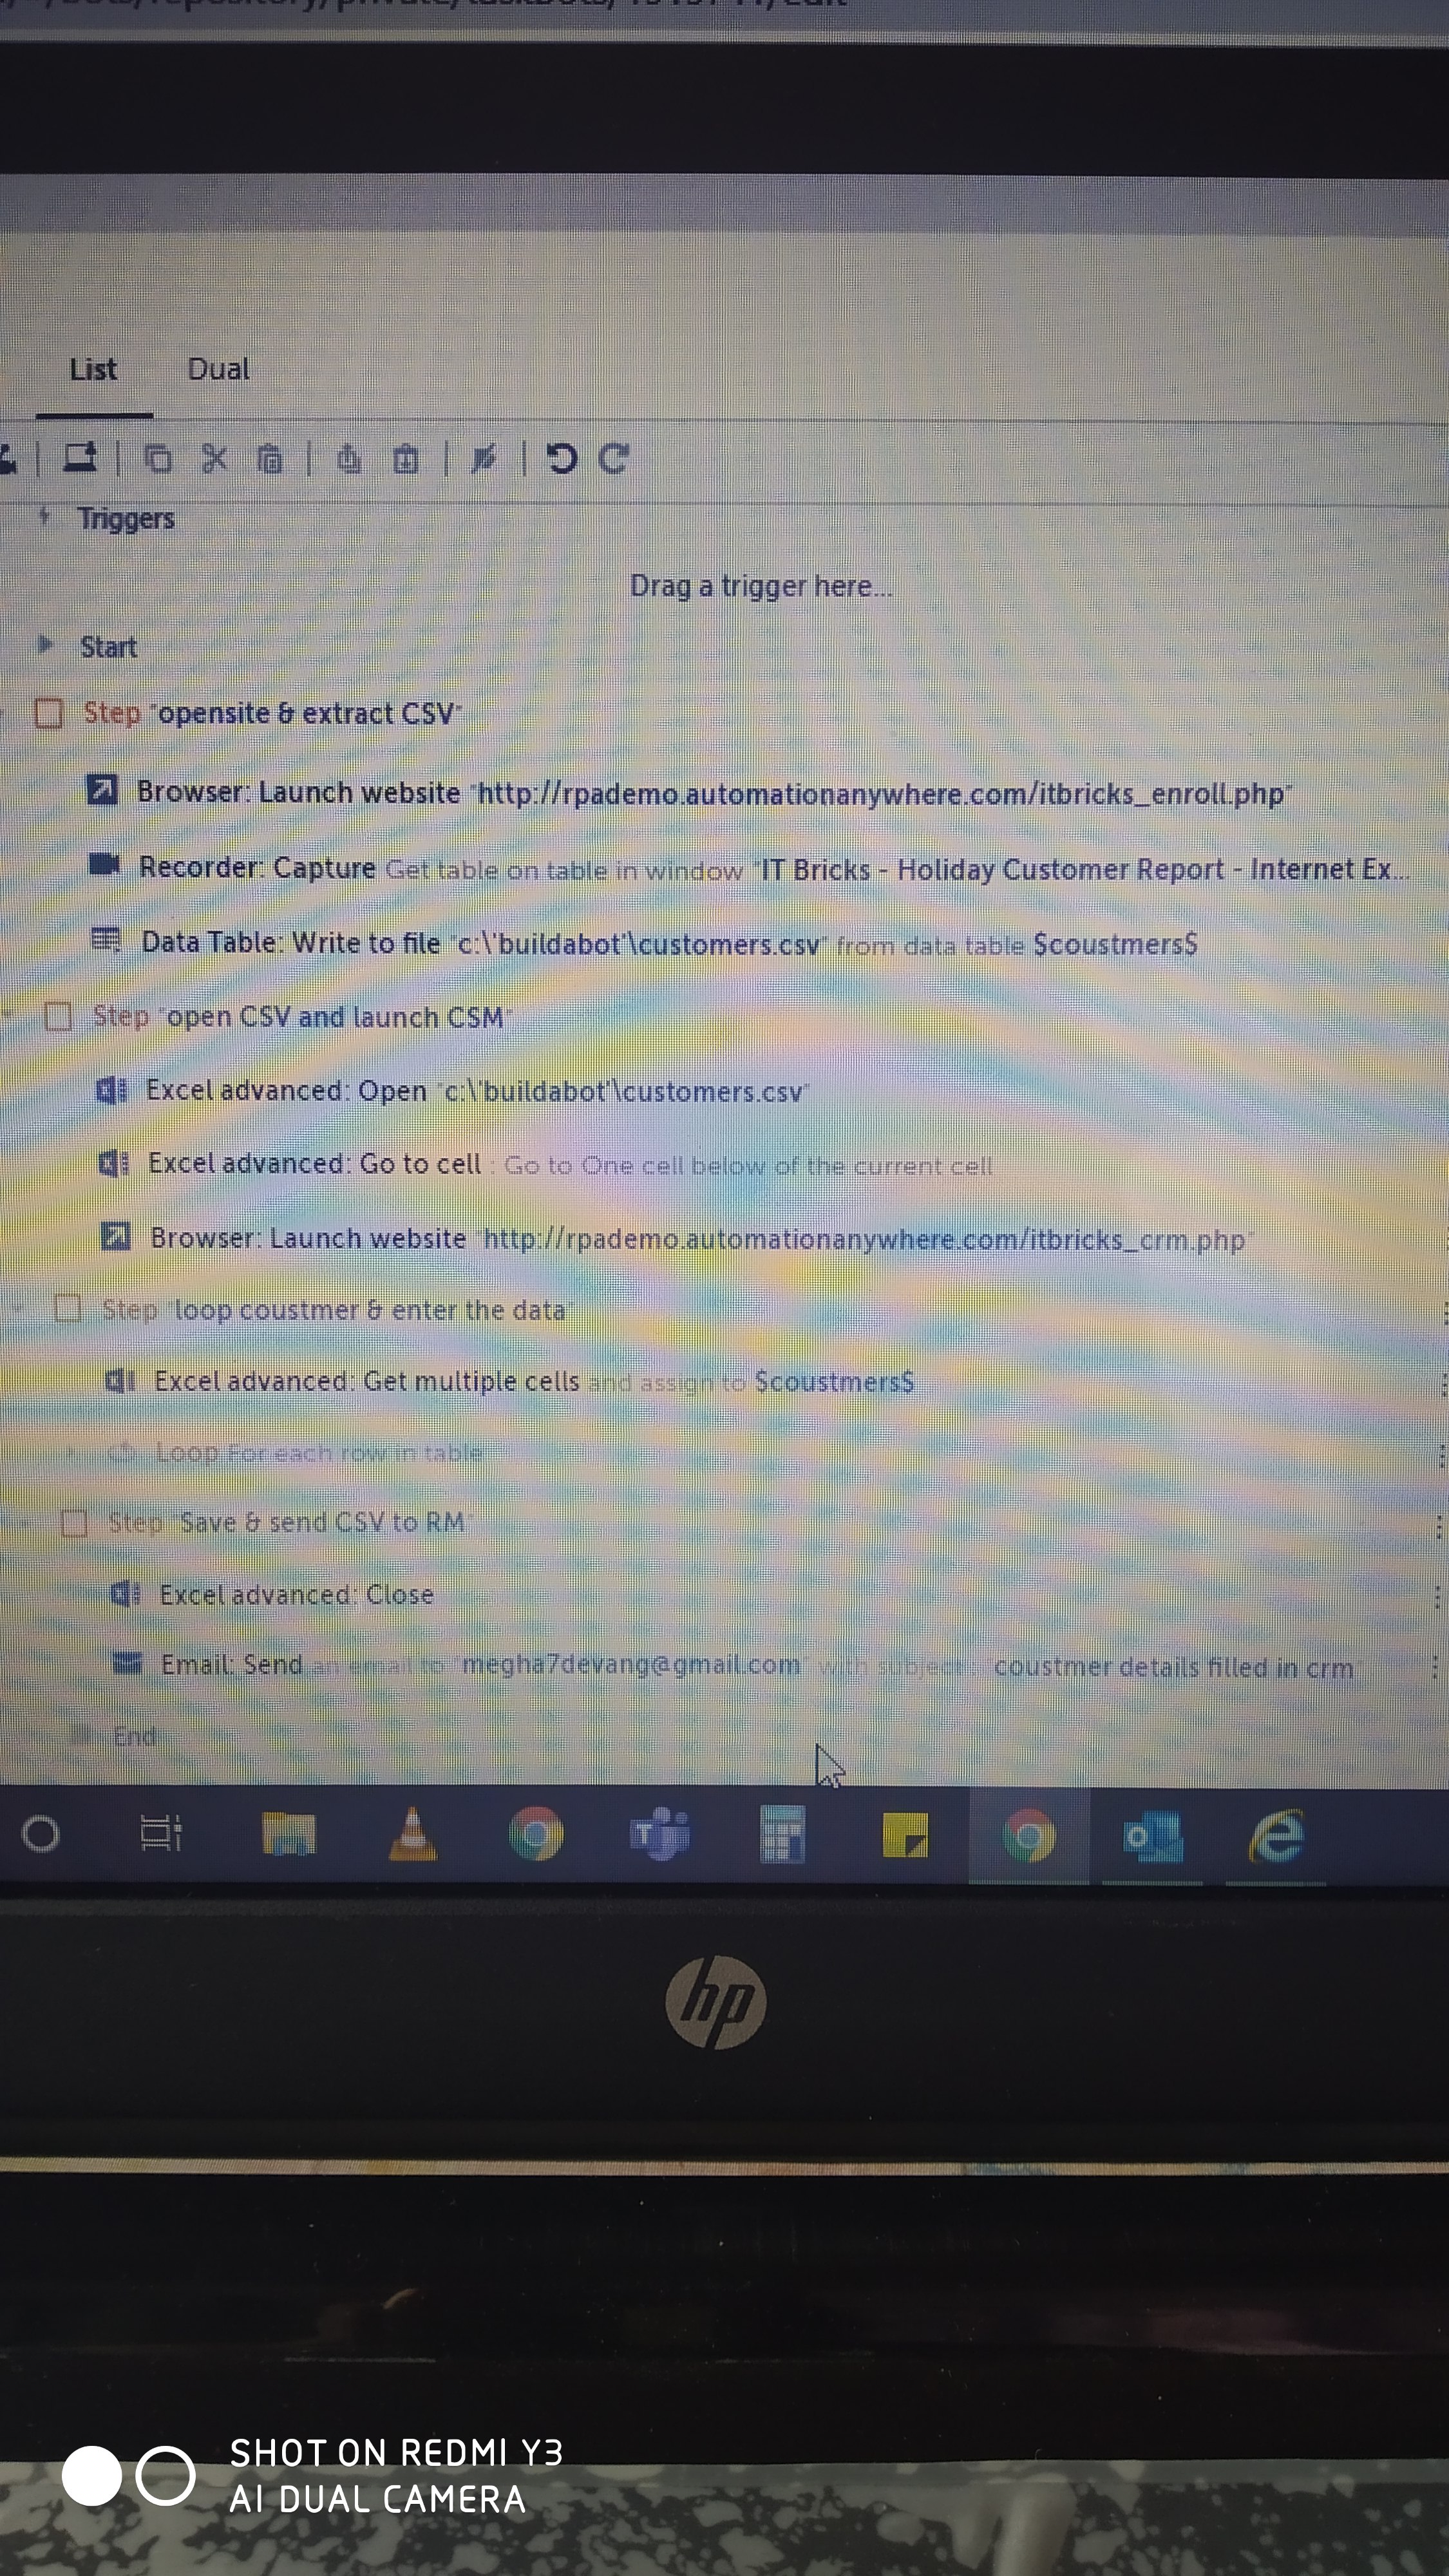 List Dual
Triggers
Drag a trigger here...
Start
Step "opensite & extract CSV"
Browser: Launch website "http://rpademo.automationanywhere.com/itbricks_enroll.php"
Recorder: Capture Get table on table in window "IT Bricks - Holiday Customer Report - Internet Ex...
Data Table: Write to file "c:\'buildabot'\customers.csv" from data table $coustmers$
Step "open CSV and launch CSM"
Excel advanced: Open "c:\'buildabot'\customers.csv"
Excel advanced: Go to cell : Go to One cell below of the current cell
Browser: Launch website "http://rpademo.automationanywhere.com/itbricks_crm.php"
Step "loop coustmer & enter the data"
Excel advanced: Get multiple cells and assign to $coustmers$
Loop For each row in table
Step "Save & send CSV to RM"
Excel advanced: Close
Email: Send an email to "megha7devang@gmail.com" with subject "coustmer details filled in crm"
End
hp
SHOT ON REDMI Y3
AI DUAL CAMERA